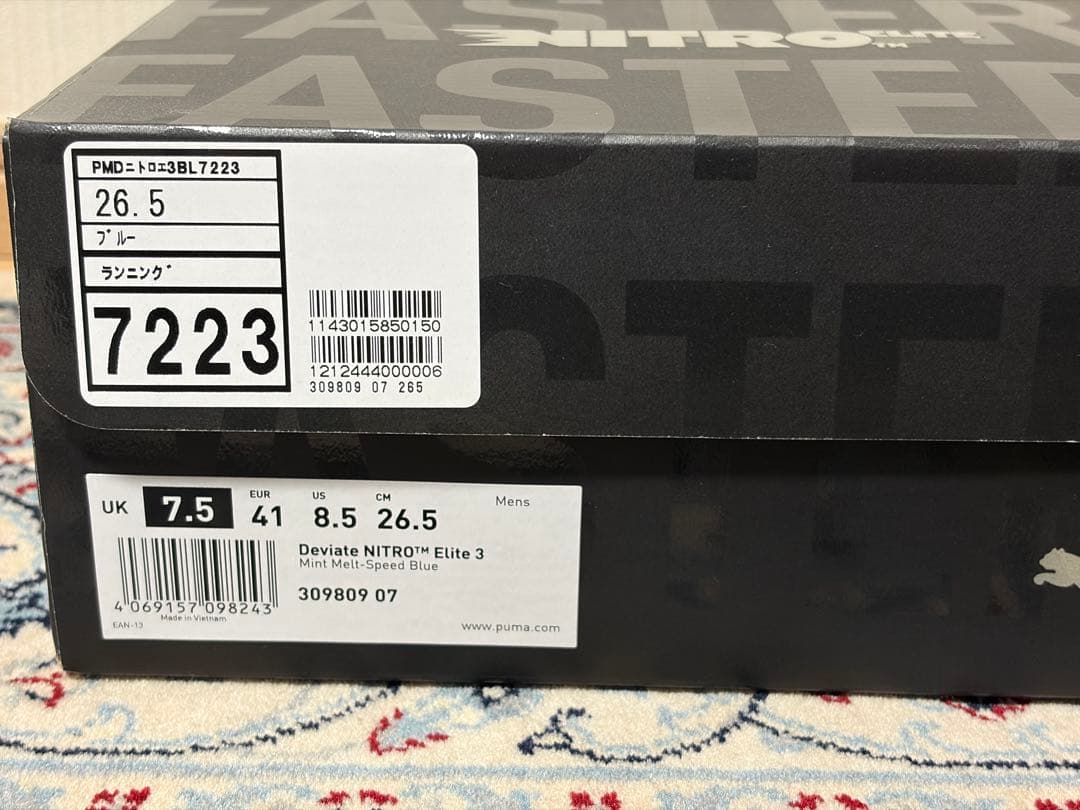 FASTER
NITRO ELITE
TM
FASTER
PMDﾆﾄﾛｴ3BL7223
26.5
ﾌﾞﾙｰ
ﾗﾝﾆﾝｸﾞ
7223
1143015850150
1212444000006
309809 07 265
UK 7.5 EUR 41 US 8.5 CM 26.5 Mens
Deviate NITRO™ Elite 3
Mint Melt-Speed Blue
309809 07
4 069157 098243
Made in Vietnam
EAN-13
www.puma.com